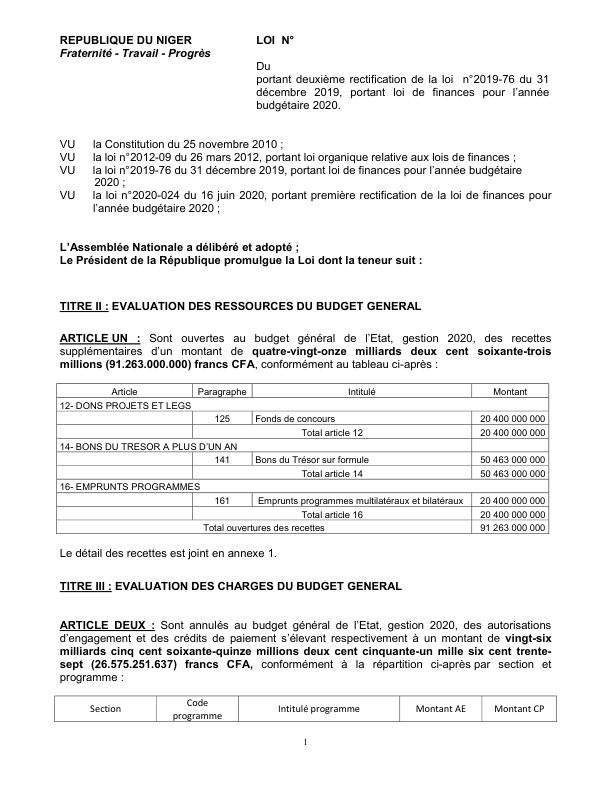 REPUBLIQUE DU NIGER
Fraternité - Travail - Progrès
LOI N°
Du
portant deuxième rectification de la loi n°2019-76 du 31
décembre 2019, portant loi de finances pour l’année
budgétaire 2020.
VU la Constitution du 25 novembre 2010 ;
VU la loi n°2012-09 du 26 mars 2012, portant loi organique relative aux lois de finances ;
VU la loi n°2019-76 du 31 décembre 2019, portant loi de finances pour l’année budgétaire
2020 ;
VU la loi n°2020-024 du 16 juin 2020, portant première rectification de la loi de finances pour
l’année budgétaire 2020 ;
L’Assemblée Nationale a délibéré et adopté ;
Le Président de la République promulgue la Loi dont la teneur suit :
TITRE II : EVALUATION DES RESSOURCES DU BUDGET GENERAL
ARTICLE UN : Sont ouvertes au budget général de l’Etat, gestion 2020, des recettes
supplémentaires d’un montant de quatre-vingt-onze milliards deux cent soixante-trois
millions (91.263.000.000) francs CFA, conformément au tableau ci-après :
Article Paragraphe Intitulé Montant
12- DONS PROJETS ET LEGS
125 Fonds de concours 20 400 000 000
Total article 12 20 400 000 000
14- BONS DU TRESOR A PLUS D’UN AN
141 Bons du Trésor sur formule 50 463 000 000
Total article 14 50 463 000 000
16- EMPRUNTS PROGRAMMES
161 Emprunts programmes multilatéraux et bilatéraux 20 400 000 000
Total article 16 20 400 000 000
Total ouvertures des recettes 91 263 000 000
Le détail des recettes est joint en annexe 1.
TITRE III : EVALUATION DES CHARGES DU BUDGET GENERAL
ARTICLE DEUX : Sont annulés au budget général de l’Etat, gestion 2020, des autorisations
d’engagement et des crédits de paiement s’élevant respectivement à un montant de vingt-six
milliards cinq cent soixante-quinze millions deux cent cinquante-un mille six cent trente-
sept (26.575.251.637) francs CFA, conformément à la répartition ci-après par section et
programme :
Section Code programme Intitulé programme Montant AE Montant CP
1